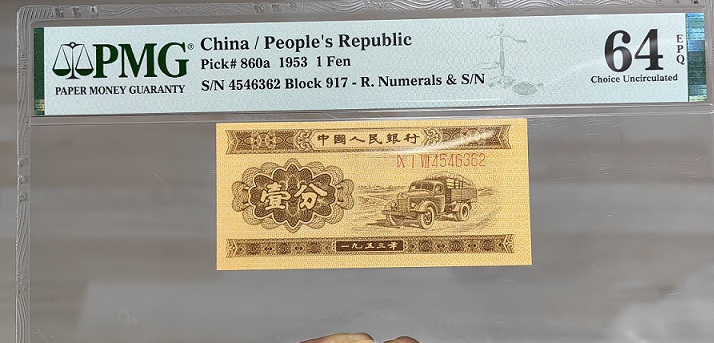 PMG®
PAPER MONEY GUARANTY
China / People's Republic
Pick# 860a 1953 1 Fen
S/N 4546362 Block 917 - R. Numerals & S/N
64
EPQ
Choice Uncirculated
中國人民銀行
IX I VII 4546362
壹分
一九五三年